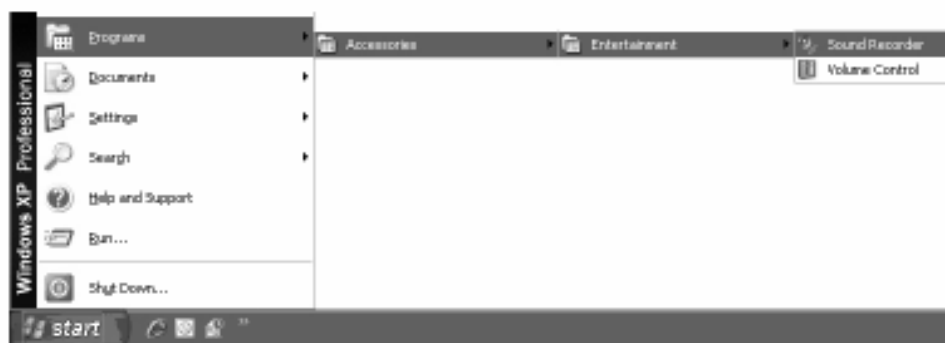 Windows XP Professional
Programs
Documents
Settings
Search
Help and Support
Run...
Shut Down...
Accessories
Entertainment
Sound Recorder
Volume Control
start
»